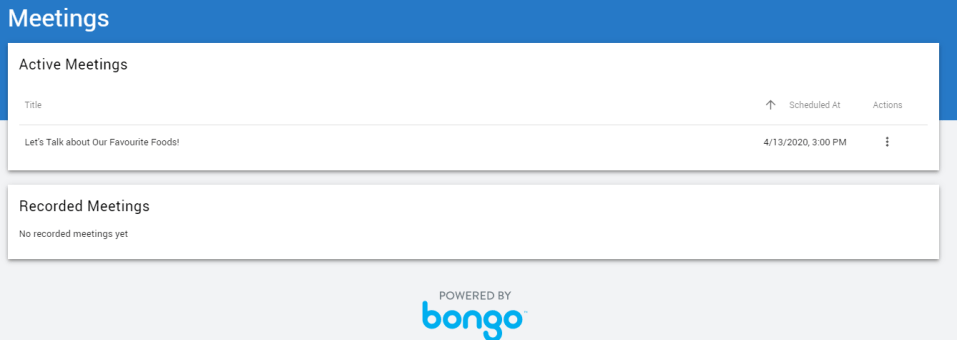 Meetings
Active Meetings
Title Scheduled At Actions
Let's Talk about Our Favourite Foods! 4/13/2020, 3:00 PM
Recorded Meetings
No recorded meetings yet
POWERED BY
bongo™